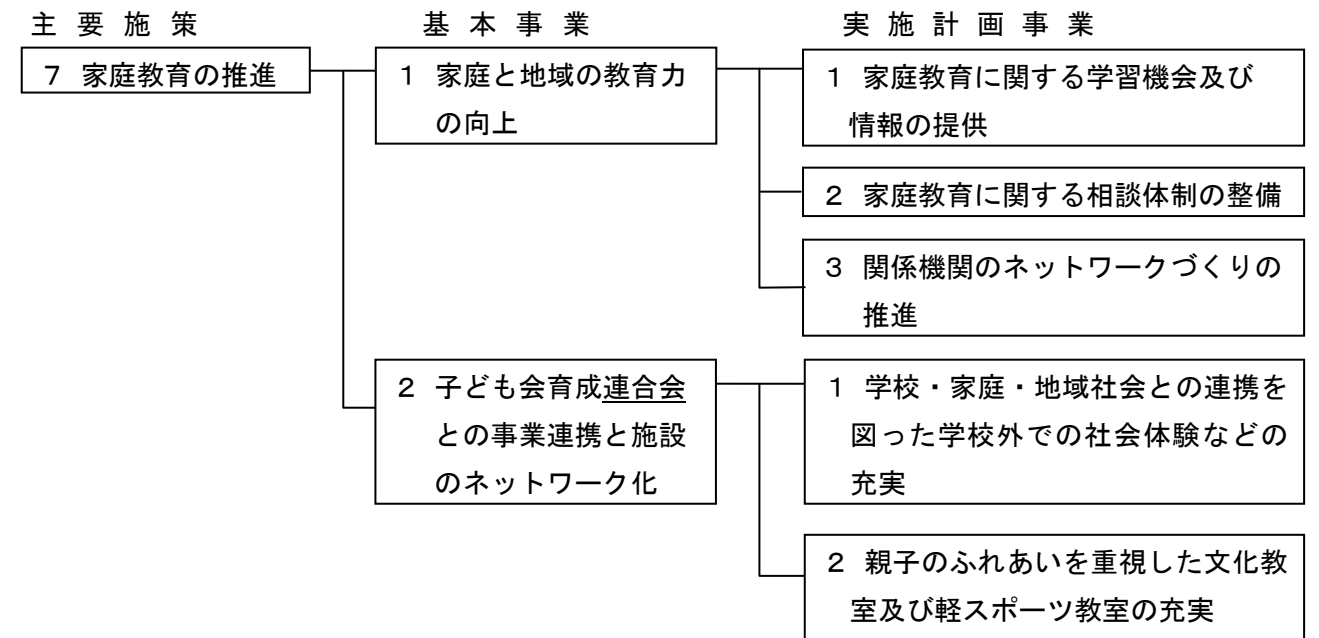 主要施策
基本事業
実施計画事業
7 家庭教育の推進
1 家庭と地域の教育力
の向上
1 家庭教育に関する学習機会及び
情報の提供
2 家庭教育に関する相談体制の整備
3 関係機関のネットワークづくりの
推進
2 子ども会育成連合会
との事業連携と施設
のネットワーク化
1 学校・家庭・地域社会との連携を
図った学校外での社会体験などの
充実
2 親子のふれあいを重視した文化教
室及び軽スポーツ教室の充実